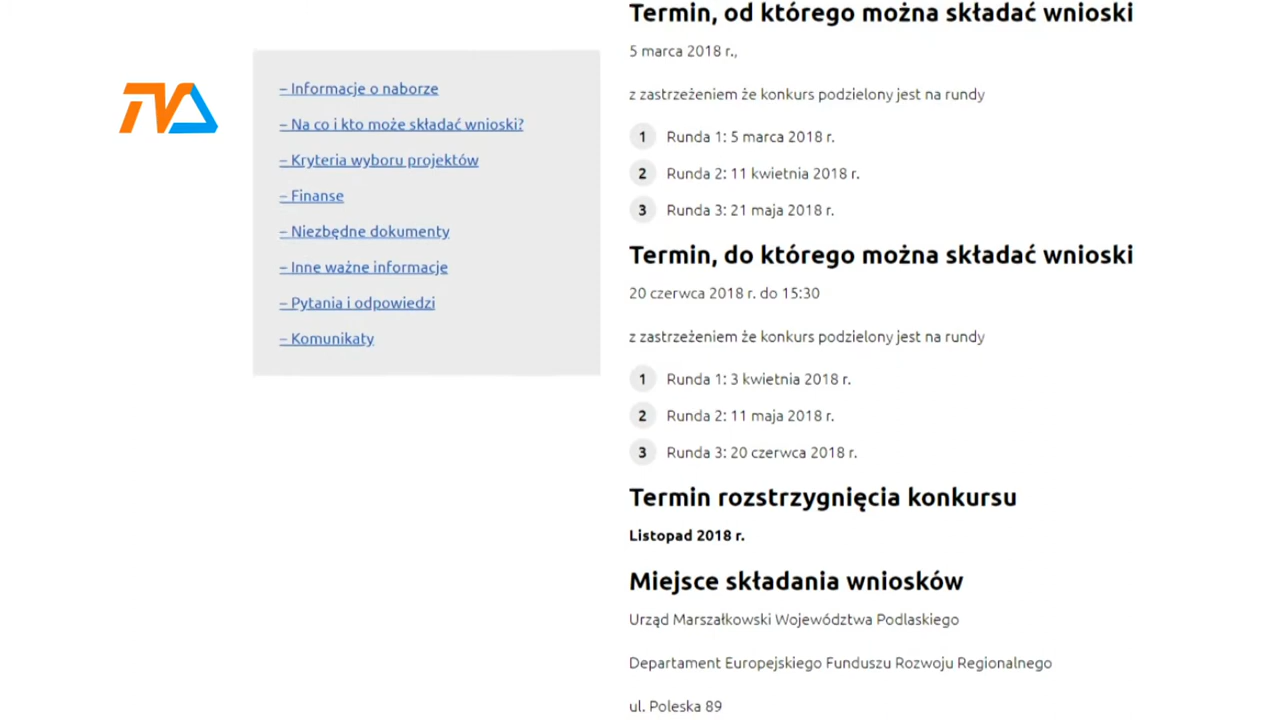 TVA
– Informacje o naborze
– Na co i kto może składać wnioski?
– Kryteria wyboru projektów
– Finanse
– Niezbędne dokumenty
– Inne ważne informacje
– Pytania i odpowiedzi
– Komunikaty
Termin, od którego można składać wnioski
5 marca 2018 r.,
z zastrzeżeniem że konkurs podzielony jest na rundy
1 Runda 1: 5 marca 2018 r.
2 Runda 2: 11 kwietnia 2018 r.
3 Runda 3: 21 maja 2018 r.
Termin, do którego można składać wnioski
20 czerwca 2018 r. do 15:30
z zastrzeżeniem że konkurs podzielony jest na rundy
1 Runda 1: 3 kwietnia 2018 r.
2 Runda 2: 11 maja 2018 r.
3 Runda 3: 20 czerwca 2018 r.
Termin rozstrzygnięcia konkursu
Listopad 2018 r.
Miejsce składania wniosków
Urząd Marszałkowski Województwa Podlaskiego
Departament Europejskiego Funduszu Rozwoju Regionalnego
ul. Poleska 89